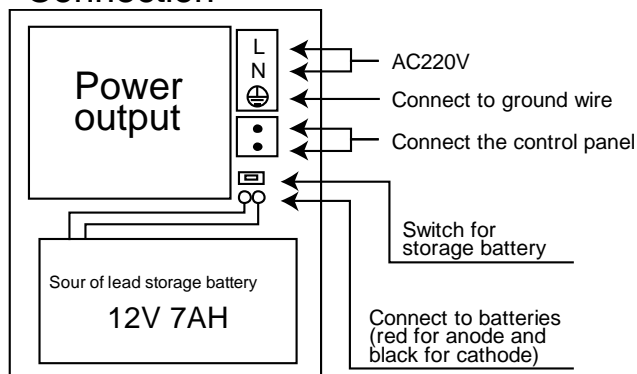 Connection
Power
output
L
N
AC220V
Connect to ground wire
Connect the control panel
Switch for
storage battery
Sour of lead storage battery
12V 7AH
Connect to batteries
(red for anode and
black for cathode)